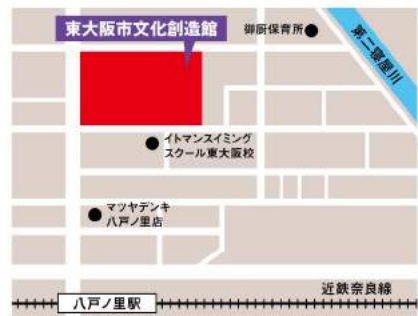 東大阪市文化創造館
御厨保育所
第二寝屋川
イトマンスイミング
スクール東大阪校
マツヤデンキ
八戸ノ里店
近鉄奈良線
八戸ノ里駅